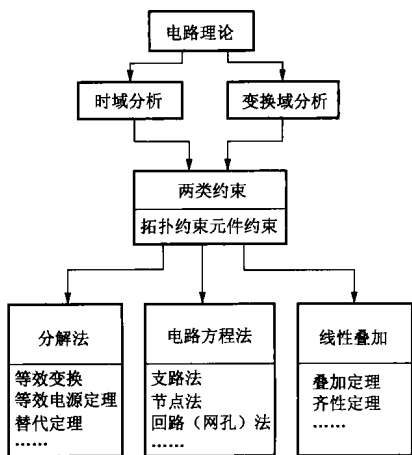 电路理论
时域分析
变换域分析
两类约束
拓扑约束元件约束
分解法
等效变换
等效电源定理
替代定理
……
电路方程法
支路法
节点法
回路（网孔）法
……
线性叠加
叠加定理
齐性定理
……